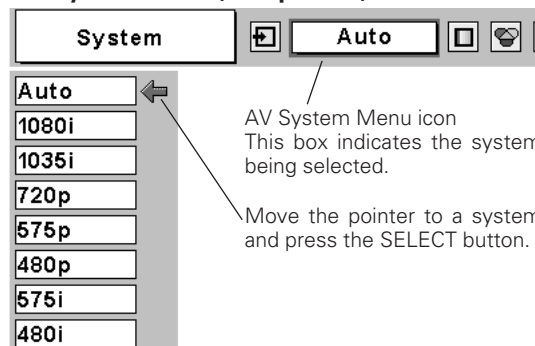 System
Auto
Auto
1080i
1035i
720p
575p
480p
575i
480i
AV System Menu icon
This box indicates the system
being selected.
Move the pointer to a system
and press the SELECT button.